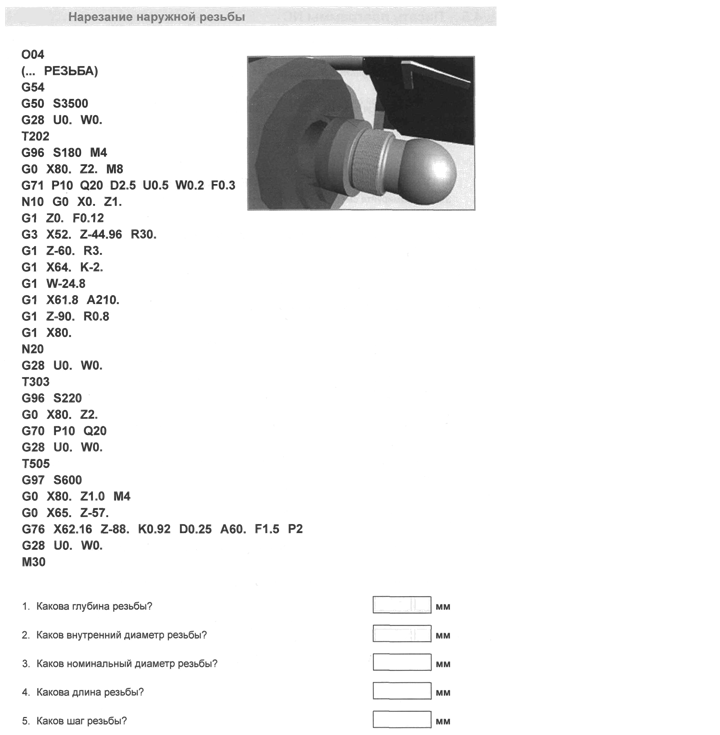 Нарезание наружной резьбы
O04
(... РЕЗЬБА)
G54
G50 S3500
G28 U0. W0.
T202
G96 S180 M4
G0 X80. Z2. M8
G71 P10 Q20 D2.5 U0.5 W0.2 F0.3
N10 G0 X0. Z1.
G1 Z0. F0.12
G3 X52. Z-44.96 R30.
G1 Z-60. R3.
G1 X64. K-2.
G1 W-24.8
G1 X61.8 A210.
G1 Z-90. R0.8
G1 X80.
N20
G28 U0. W0.
T303
G96 S220
G0 X80. Z2.
G70 P10 Q20
G28 U0. W0.
T505
G97 S600
G0 X80. Z1.0 M4
G0 X65. Z-57.
G76 X62.16 Z-88. K0.92 D0.25 A60. F1.5 P2
G28 U0. W0.
M30
1. Какова глубина резьбы? мм
2. Каков внутренний диаметр резьбы? мм
3. Каков номинальный диаметр резьбы? мм
4. Какова длина резьбы? мм
5. Каков шаг резьбы? мм